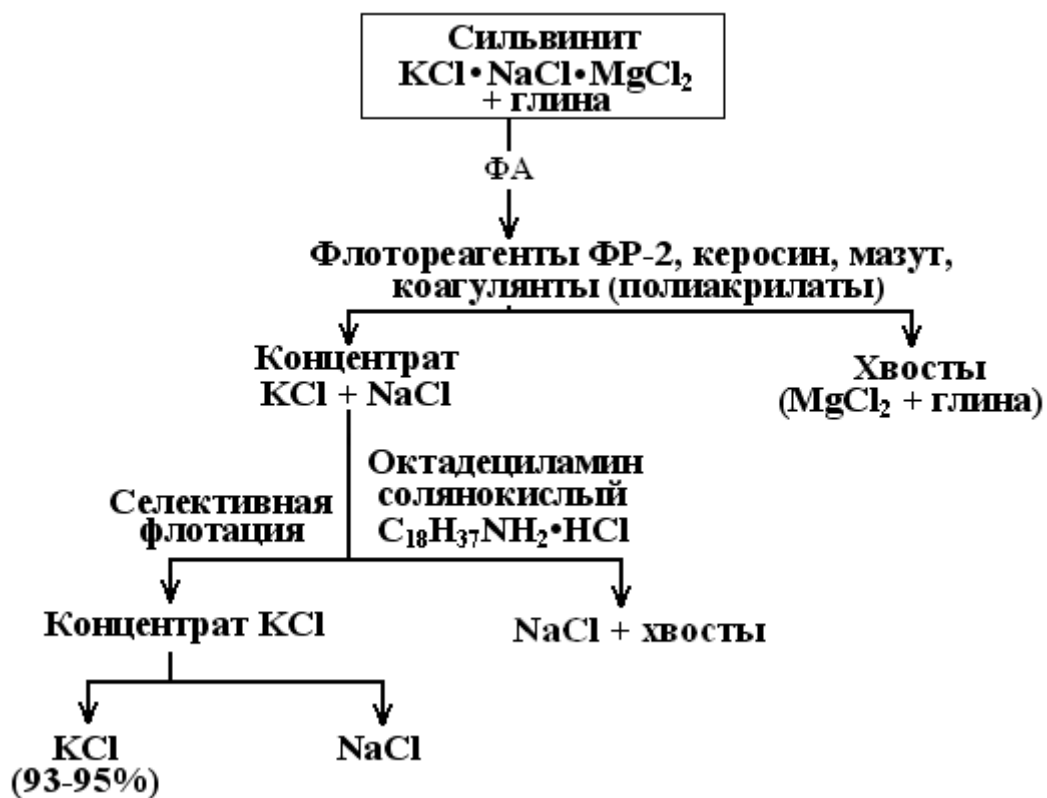 Сильвинит
KCl•NaCl•MgCl₂
+ глина
ФА
Флотореагенты ФР-2, керосин, мазут,
коагулянты (полиакрилаты)
Концентрат
KCl + NaCl
Хвосты
(MgCl₂ + глина)
Селективная
флотация
Октадециламин
солянокислый
C₁₈H₃₇NH₂•HCl
Концентрат KCl
NaCl + хвосты
KCl
(93-95%)
NaCl